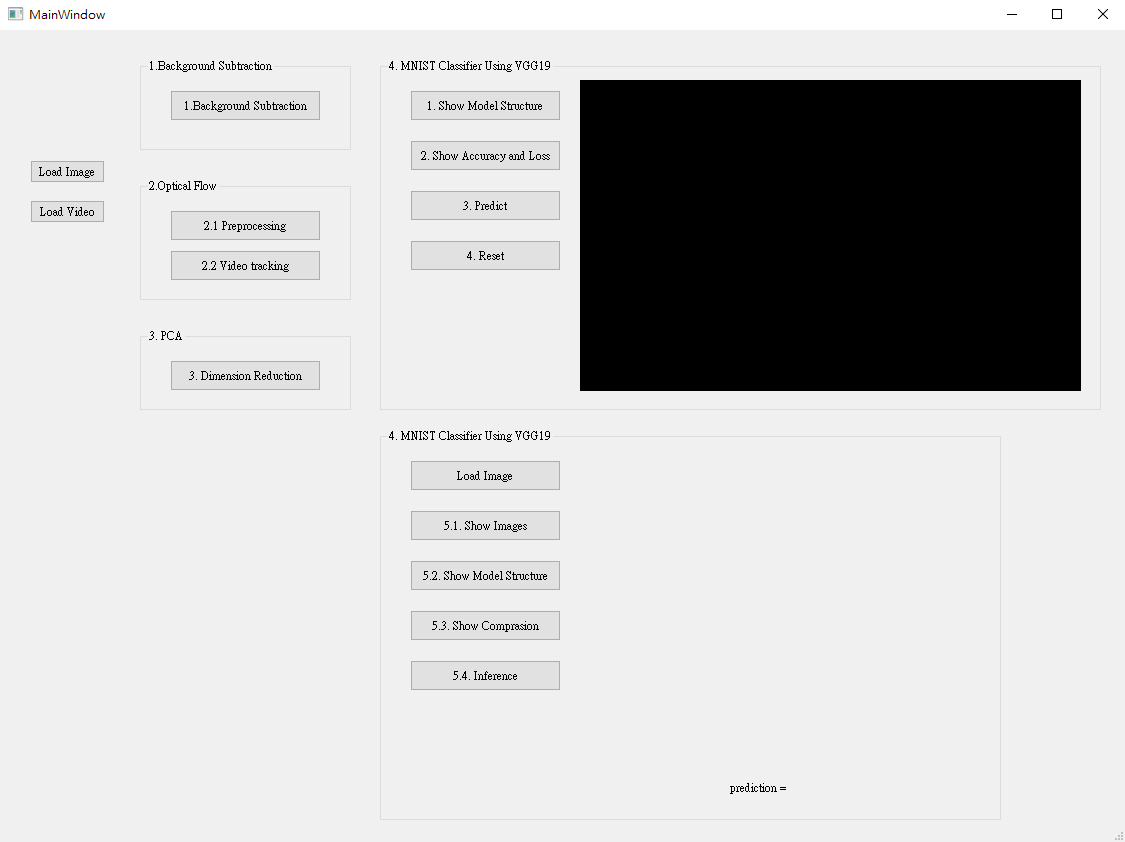 MainWindow
Load Image
Load Video
1.Background Subtraction
1.Background Subtraction
2.Optical Flow
2.1 Preprocessing
2.2 Video tracking
3. PCA
3. Dimension Reduction
4. MNIST Classifier Using VGG19
1. Show Model Structure
2. Show Accuracy and Loss
3. Predict
4. Reset
4. MNIST Classifier Using VGG19
Load Image
5.1. Show Images
5.2. Show Model Structure
5.3. Show Comprasion
5.4. Inference
prediction =